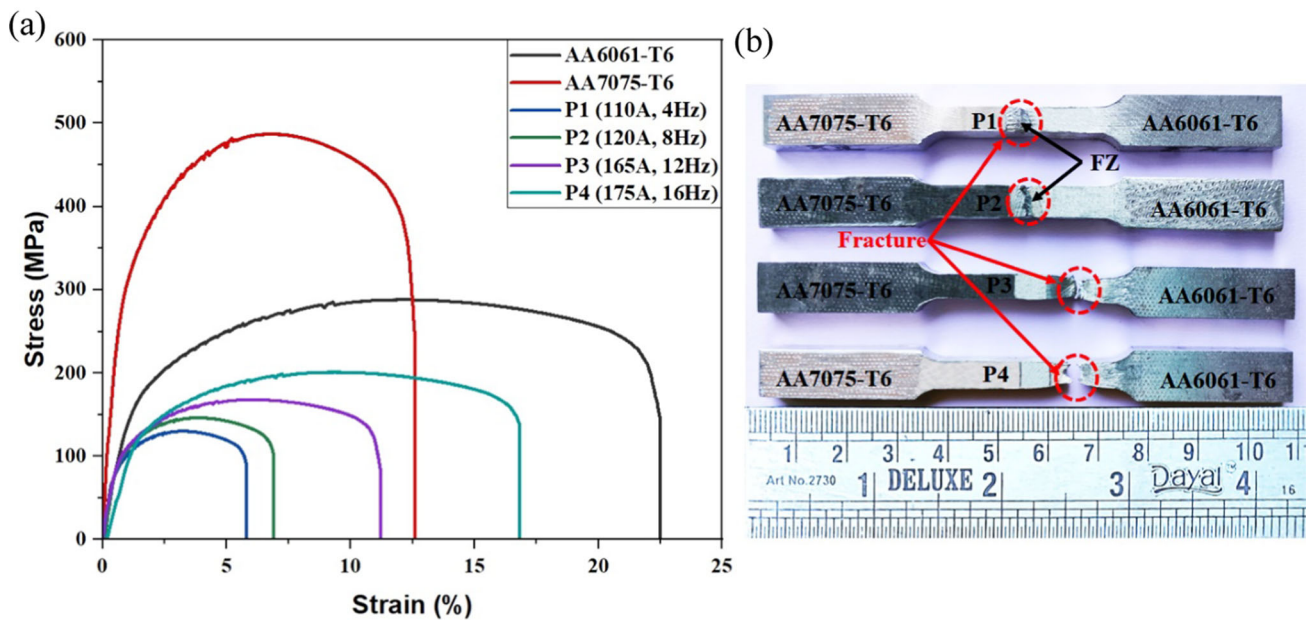 (a)
600
500
400
300
200
100
0
Stress (MPa)
AA6061-T6
AA7075-T6
P1 (110A, 4Hz)
P2 (120A, 8Hz)
P3 (165A, 12Hz)
P4 (175A, 16Hz)
0 5 10 15 20 25
Strain (%)
(b)
AA7075-T6 P1 AA6061-T6
FZ
AA7075-T6 P2 AA6061-T6
Fracture
AA7075-T6 P3 AA6061-T6
AA7075-T6 P4 AA6061-T6
1 2 3 4 5 6 7 8 9 10 11
Art No.2730 1 DELUXE 2 3 Dayal™ 4 16